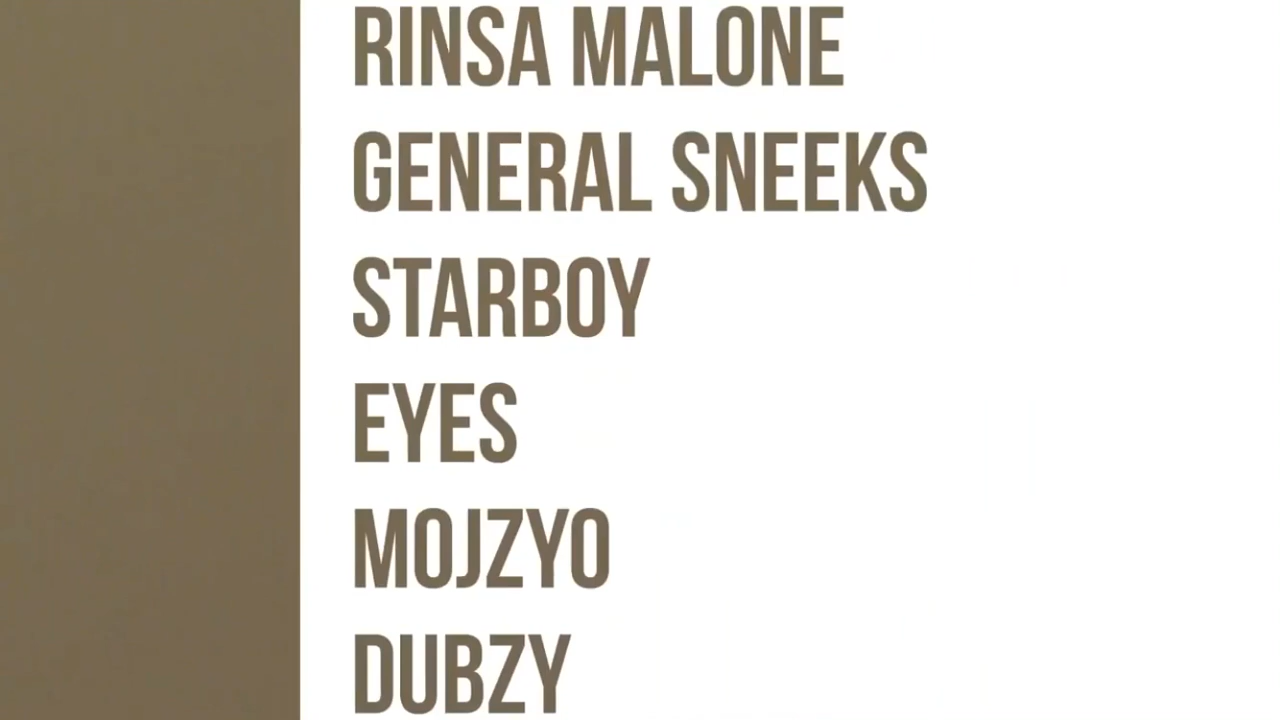 RINSA MALONE
GENERAL SNEEKS
STARBOY
EYES
MOJZYO
DUBZY